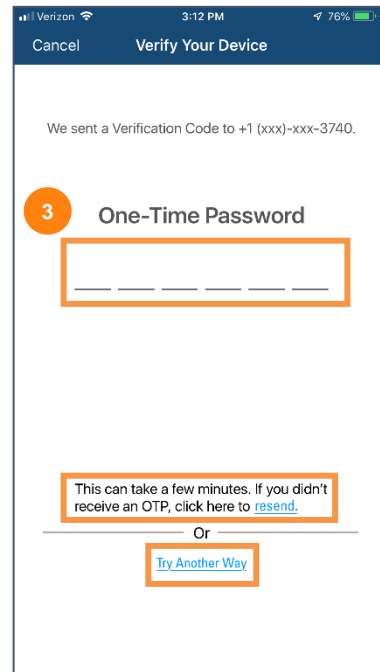 Verizon 3:12 PM 76%
Cancel Verify Your Device
We sent a Verification Code to +1 (xxx)-xxx-3740.
3 One-Time Password
This can take a few minutes. If you didn't
receive an OTP, click here to resend.
Or
Try Another Way